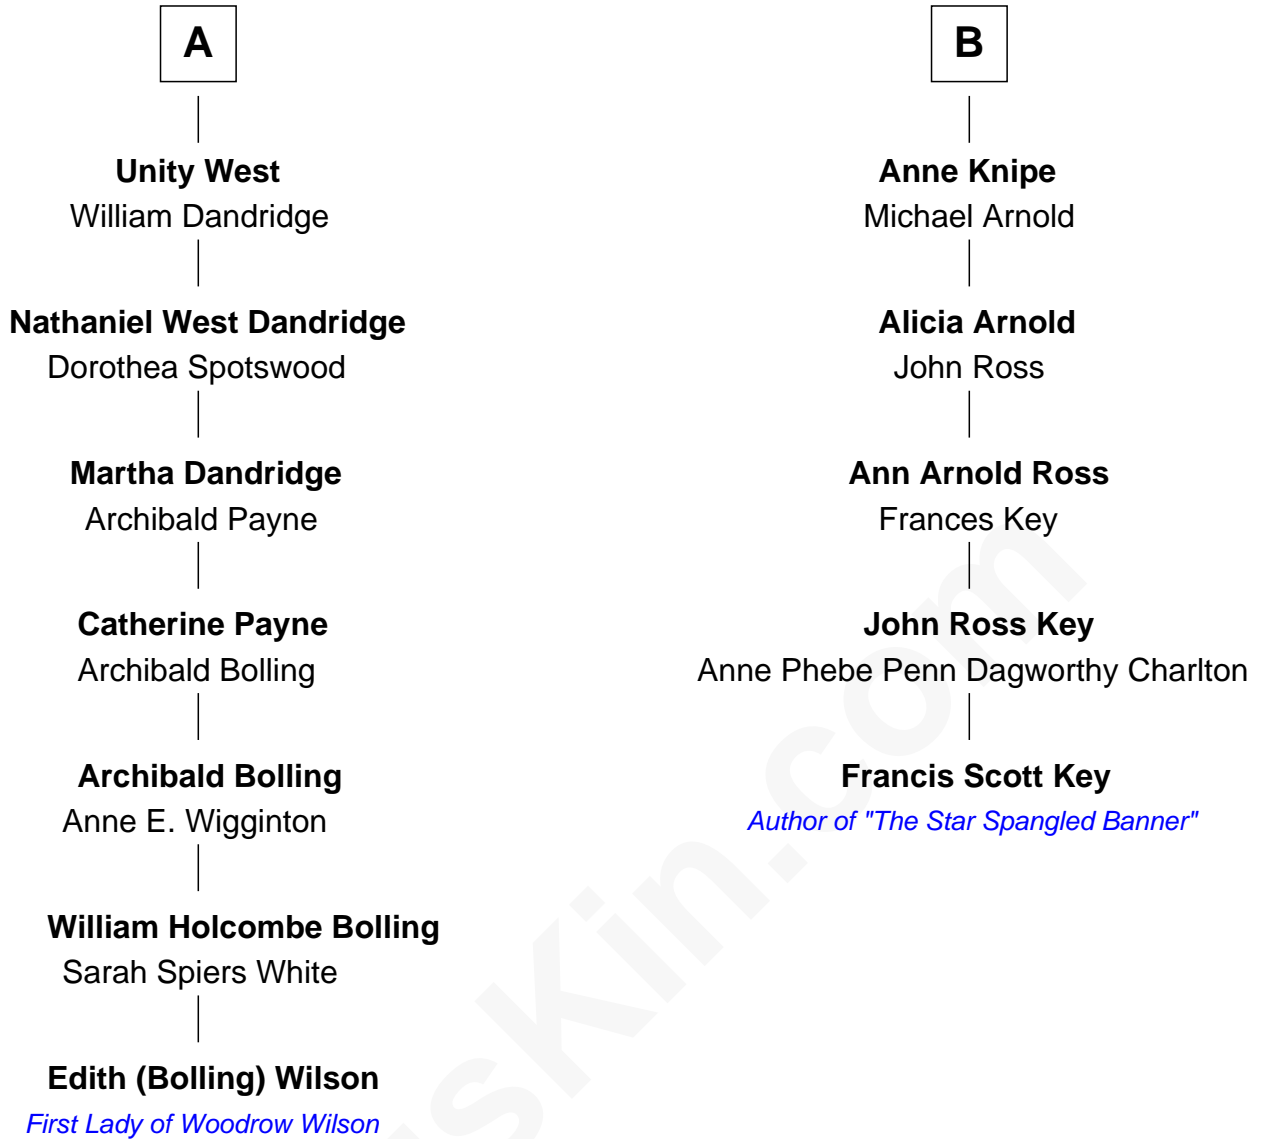 A
Unity West
William Dandridge
Nathaniel West Dandridge
Dorothea Spotswood
Martha Dandridge
Archibald Payne
Catherine Payne
Archibald Bolling
Archibald Bolling
Anne E. Wigginton
William Holcombe Bolling
Sarah Spiers White
Edith (Bolling) Wilson
First Lady of Woodrow Wilson
B
Anne Knipe
Michael Arnold
Alicia Arnold
John Ross
Ann Arnold Ross
Frances Key
John Ross Key
Anne Phebe Penn Dagworthy Charlton
Francis Scott Key
Author of "The Star Spangled Banner"
sKin.com